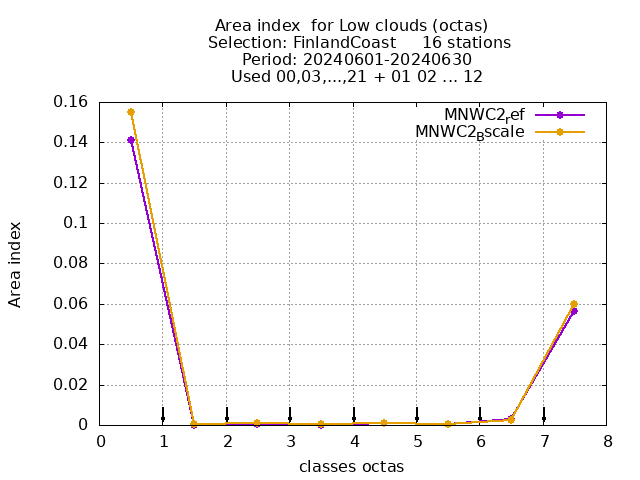 Area index  for Low clouds (octas)
Selection: FinlandCoast     16 stations
Period: 20240601-20240630
Used 00,03,...,21 + 01 02 ... 12
MNWC2_ref
MNWC2_Bscale
0.16
0.14
0.12
0.1
0.08
0.06
0.04
0.02
0
Area index
0 1 2 3 4 5 6 7 8
classes octas